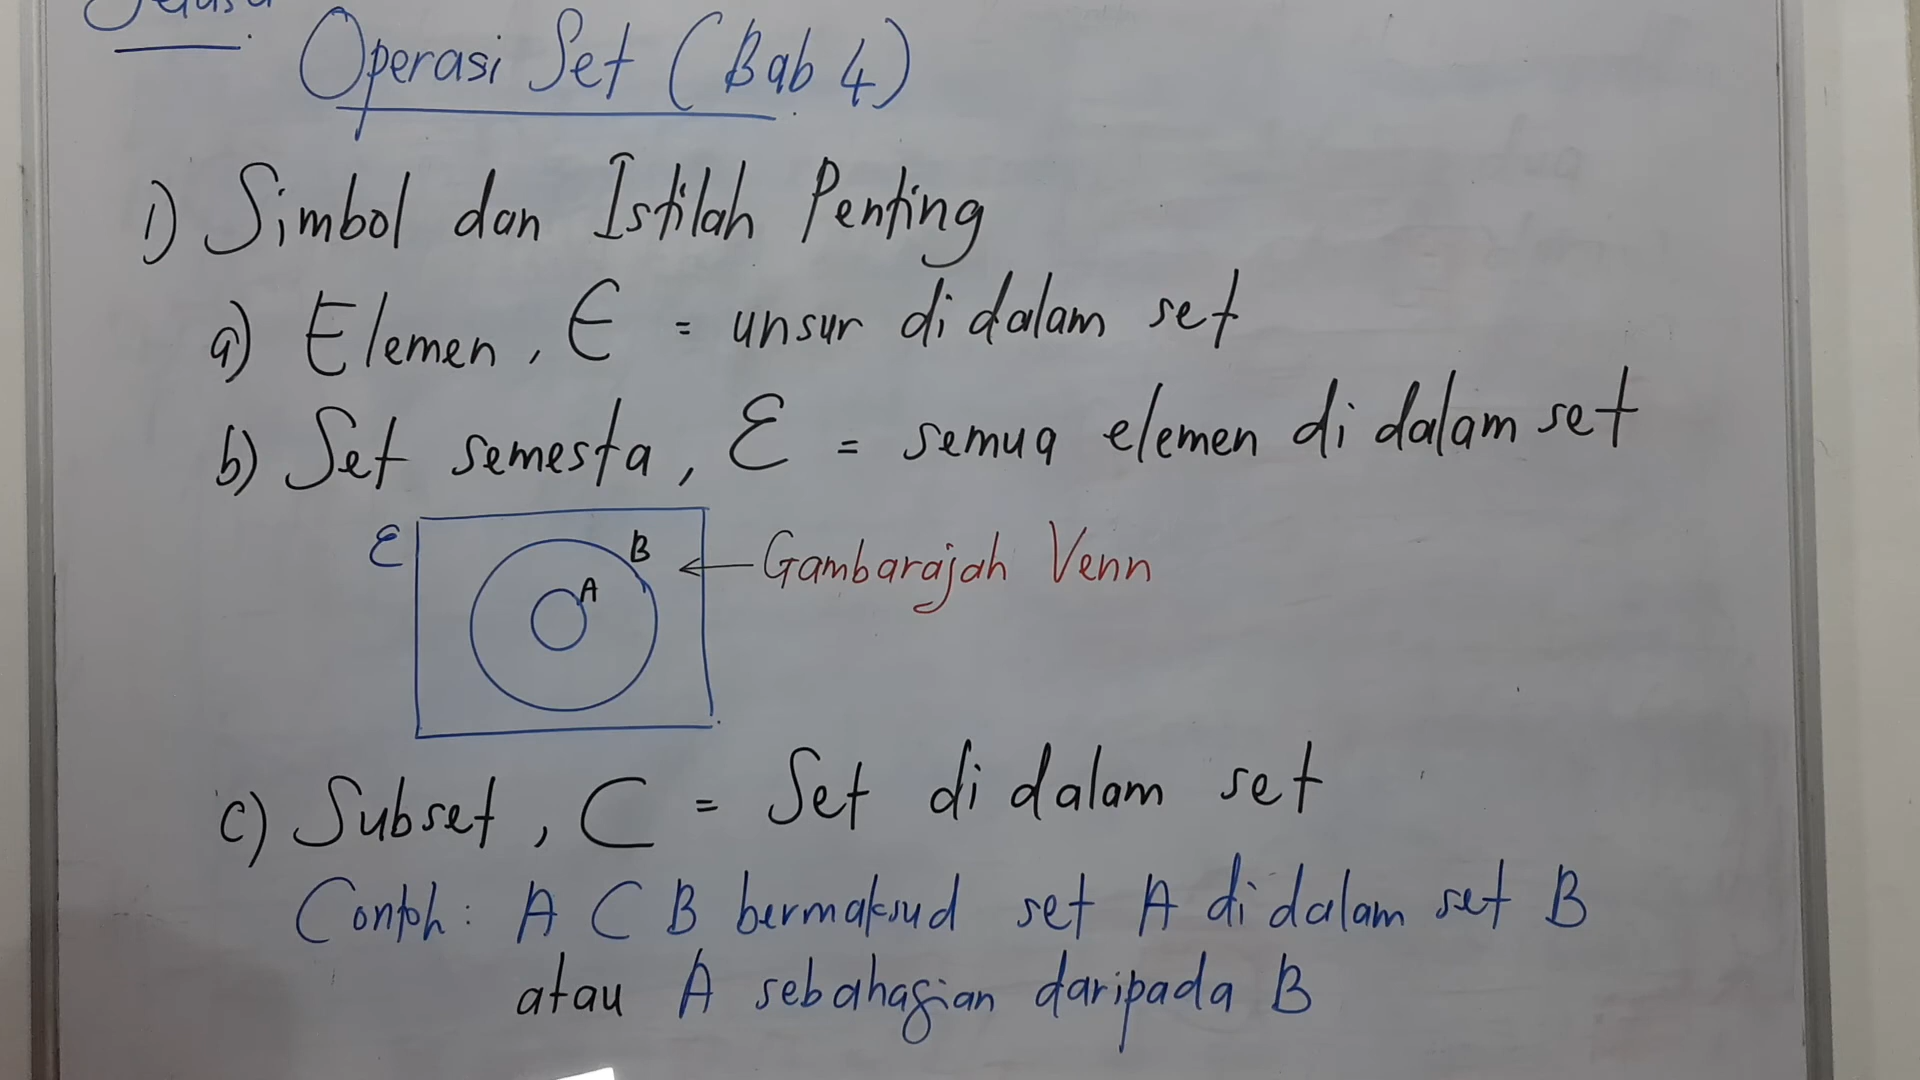 Selasa
Operasi Set (Bab 4)
1) Simbol dan Istilah Penting
a) Elemen, ∈ = unsur di dalam set
b) Set semesta, ℰ = semua elemen di dalam set
ℰ
B
A
← Gambarajah Venn
c) Subset, ⊂ = Set di dalam set
Contoh: A ⊂ B bermaksud set A di dalam set B
atau A sebahagian daripada B